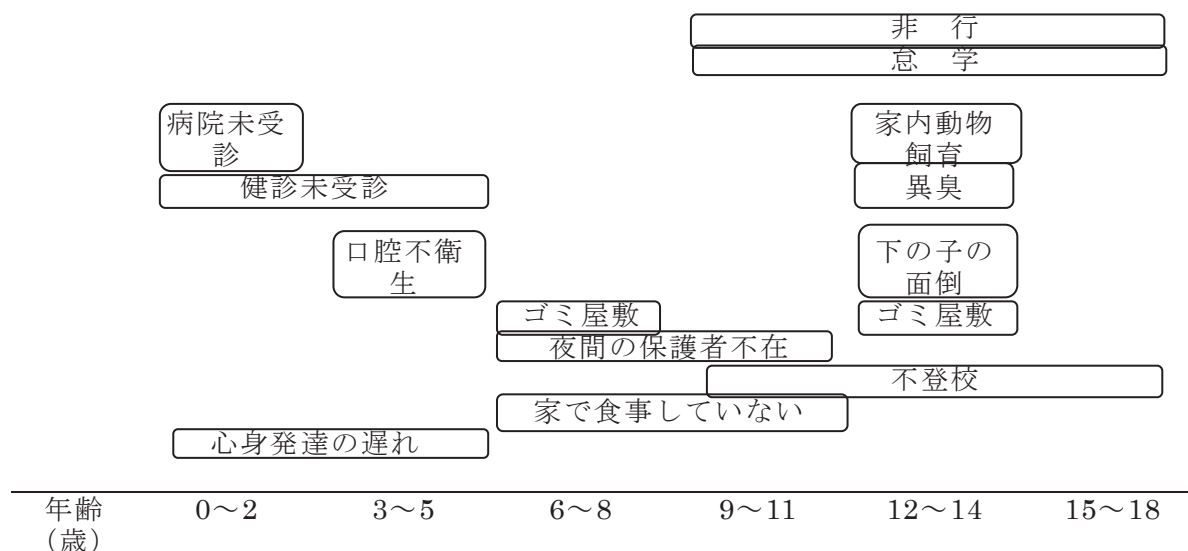 非 行
怠 学
病院未受
診
家内動物
飼育
健診未受診
異臭
口腔不衛
生
下の子の
面倒
ゴミ屋敷
ゴミ屋敷
夜間の保護者不在
不登校
家で食事していない
心身発達の遅れ
年齢
（歳）
0～2
3～5
6～8
9～11
12～14
15～18